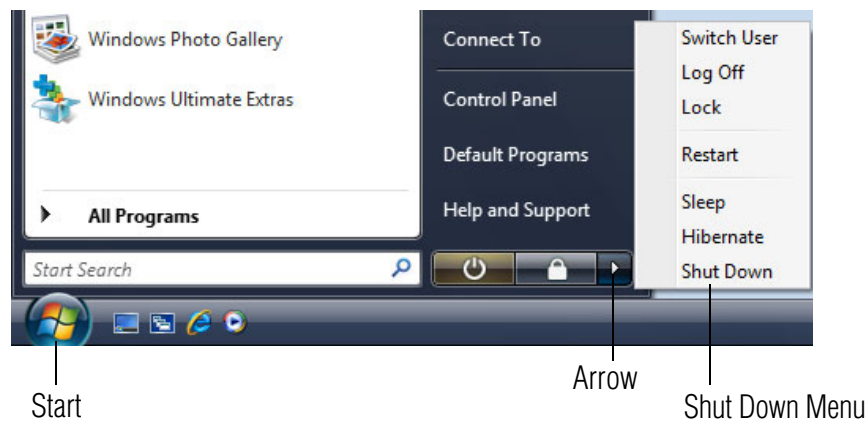 Windows Photo Gallery
Windows Ultimate Extras
All Programs
Start Search
Connect To
Control Panel
Default Programs
Help and Support
Switch User
Log Off
Lock
Restart
Sleep
Hibernate
Shut Down
Start
Arrow
Shut Down Menu